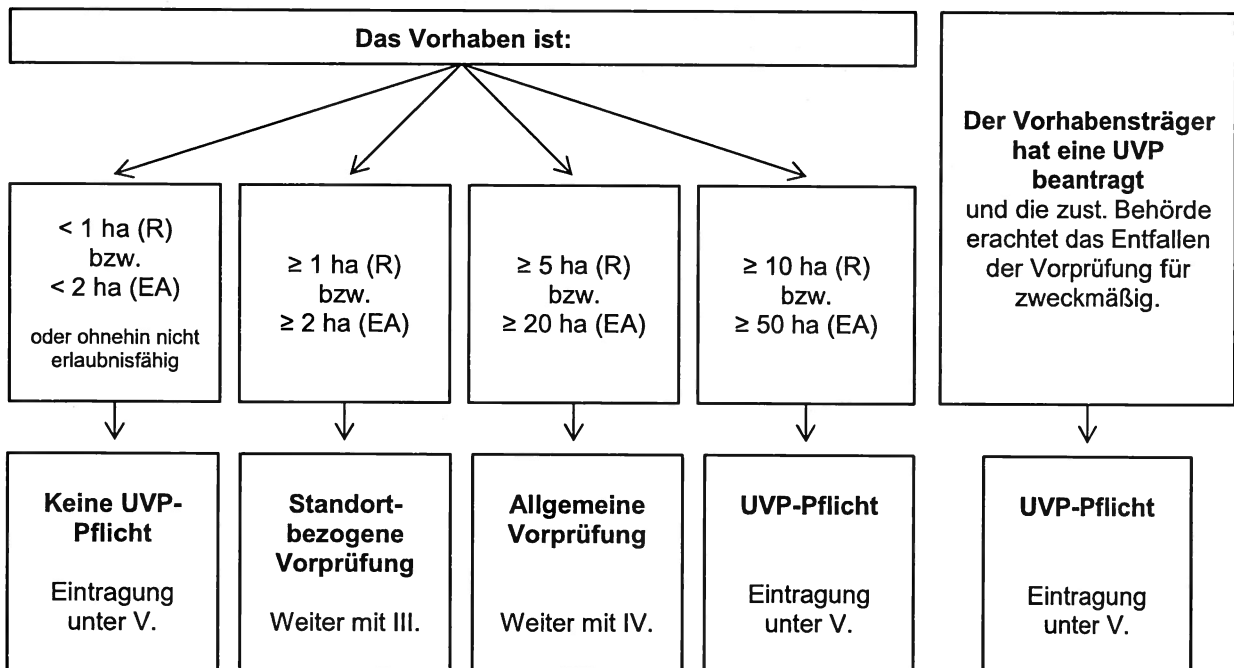 Das Vorhaben ist:
< 1 ha (R)
bzw.
< 2 ha (EA)
oder ohnehin nicht
erlaubnisfähig
≥ 1 ha (R)
bzw.
≥ 2 ha (EA)
≥ 5 ha (R)
bzw.
≥ 20 ha (EA)
≥ 10 ha (R)
bzw.
≥ 50 ha (EA)
Der Vorhabensträger
hat eine UVP
beantragt
und die zust. Behörde
erachtet das Entfallen
der Vorprüfung für
zweckmäßig.
Keine UVP-
Pflicht
Eintragung
unter V.
Standort-
bezogene
Vorprüfung
Weiter mit III.
Allgemeine
Vorprüfung
Weiter mit IV.
UVP-Pflicht
Eintragung
unter V.
UVP-Pflicht
Eintragung
unter V.